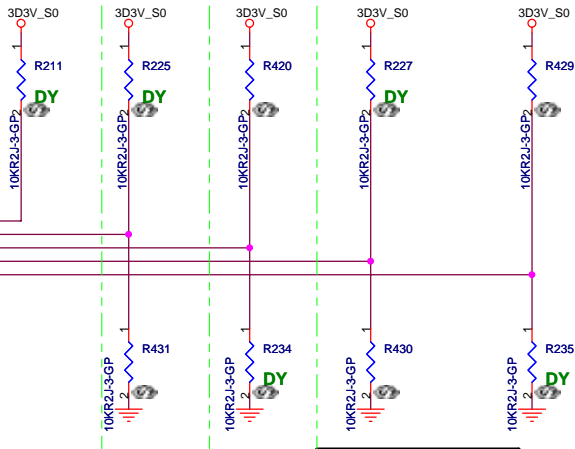 3D3V_S0 3D3V_S0 3D3V_S0 3D3V_S0 3D3V_S0
1 1 1 1 1
R211 R225 R420 R227 R429
DY DY DY
2 2 2 2 2
10KR2J-3-GP 10KR2J-3-GP 10KR2J-3-GP 10KR2J-3-GP 10KR2J-3-GP
1 1 1 1
R431 R234 R430 R235
DY DY
2 2 2 2
10KR2J-3-GP 10KR2J-3-GP 10KR2J-3-GP 10KR2J-3-GP